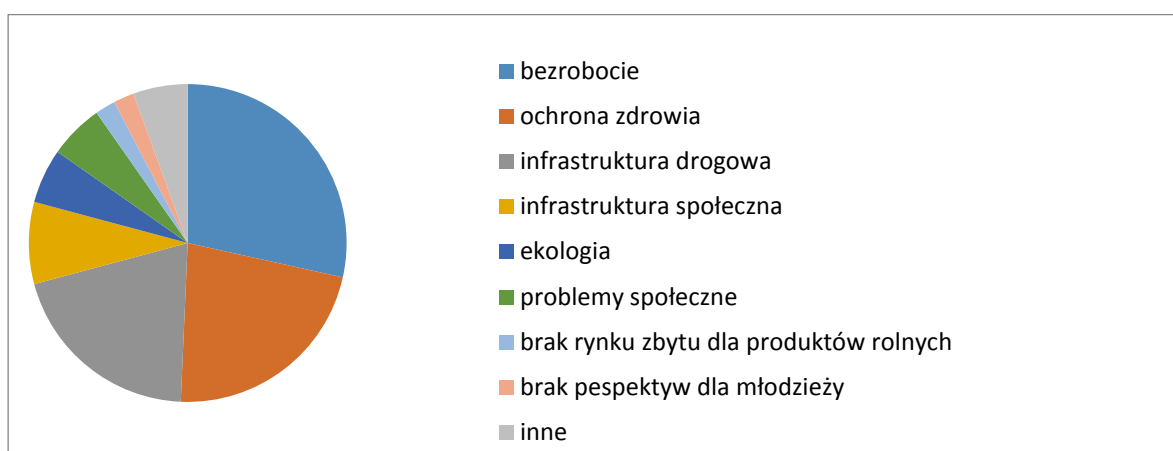 bezrobocie
ochrona zdrowia
infrastruktura drogowa
infrastruktura społeczna
ekologia
problemy społeczne
brak rynku zbytu dla produktów rolnych
brak pespektyw dla młodzieży
inne